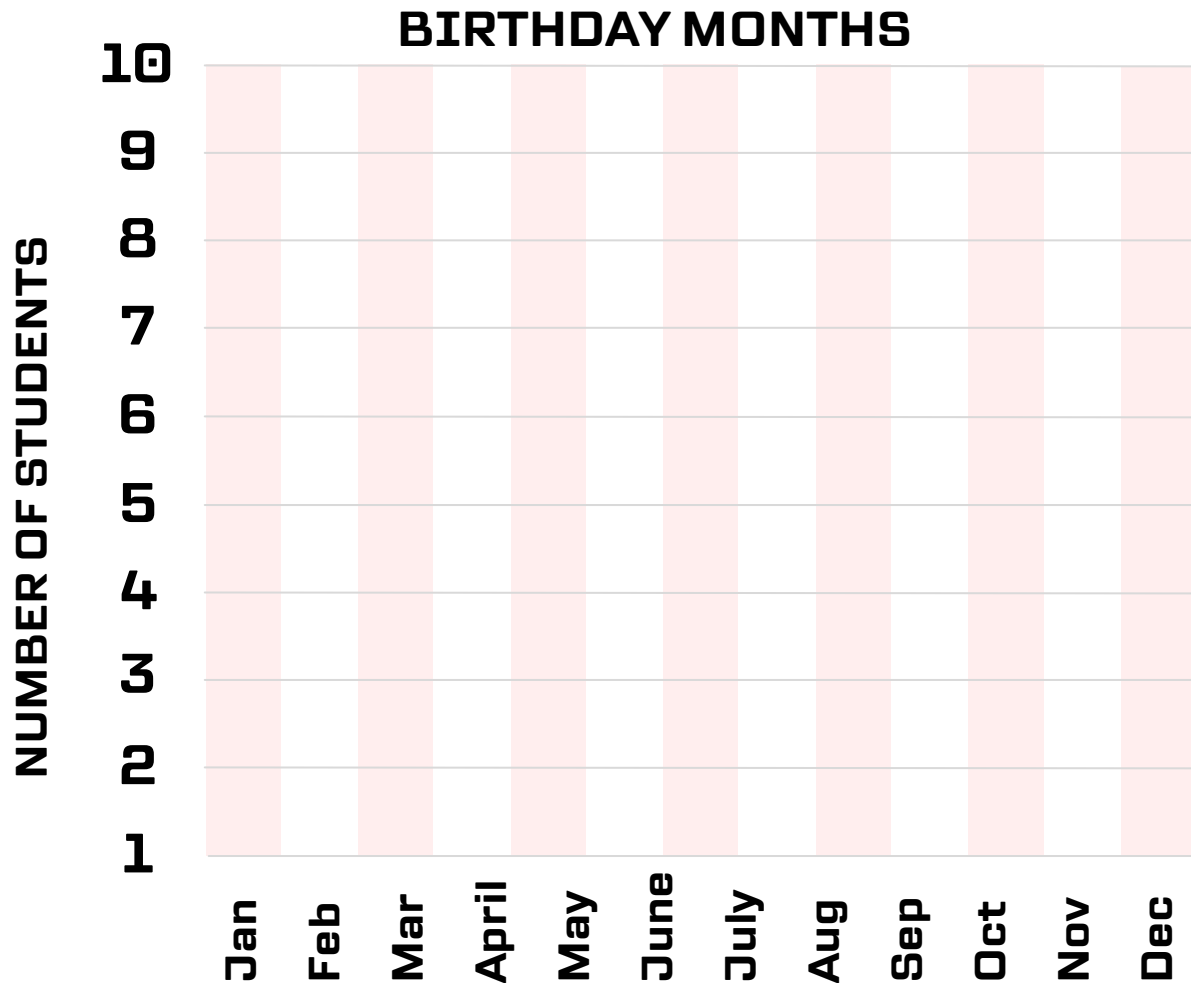 BIRTHDAY MONTHS
NUMBER OF STUDENTS
10
9
8
7
6
5
4
3
2
1
Jan
Feb
Mar
April
May
June
July
Aug
Sep
Oct
Nov
Dec